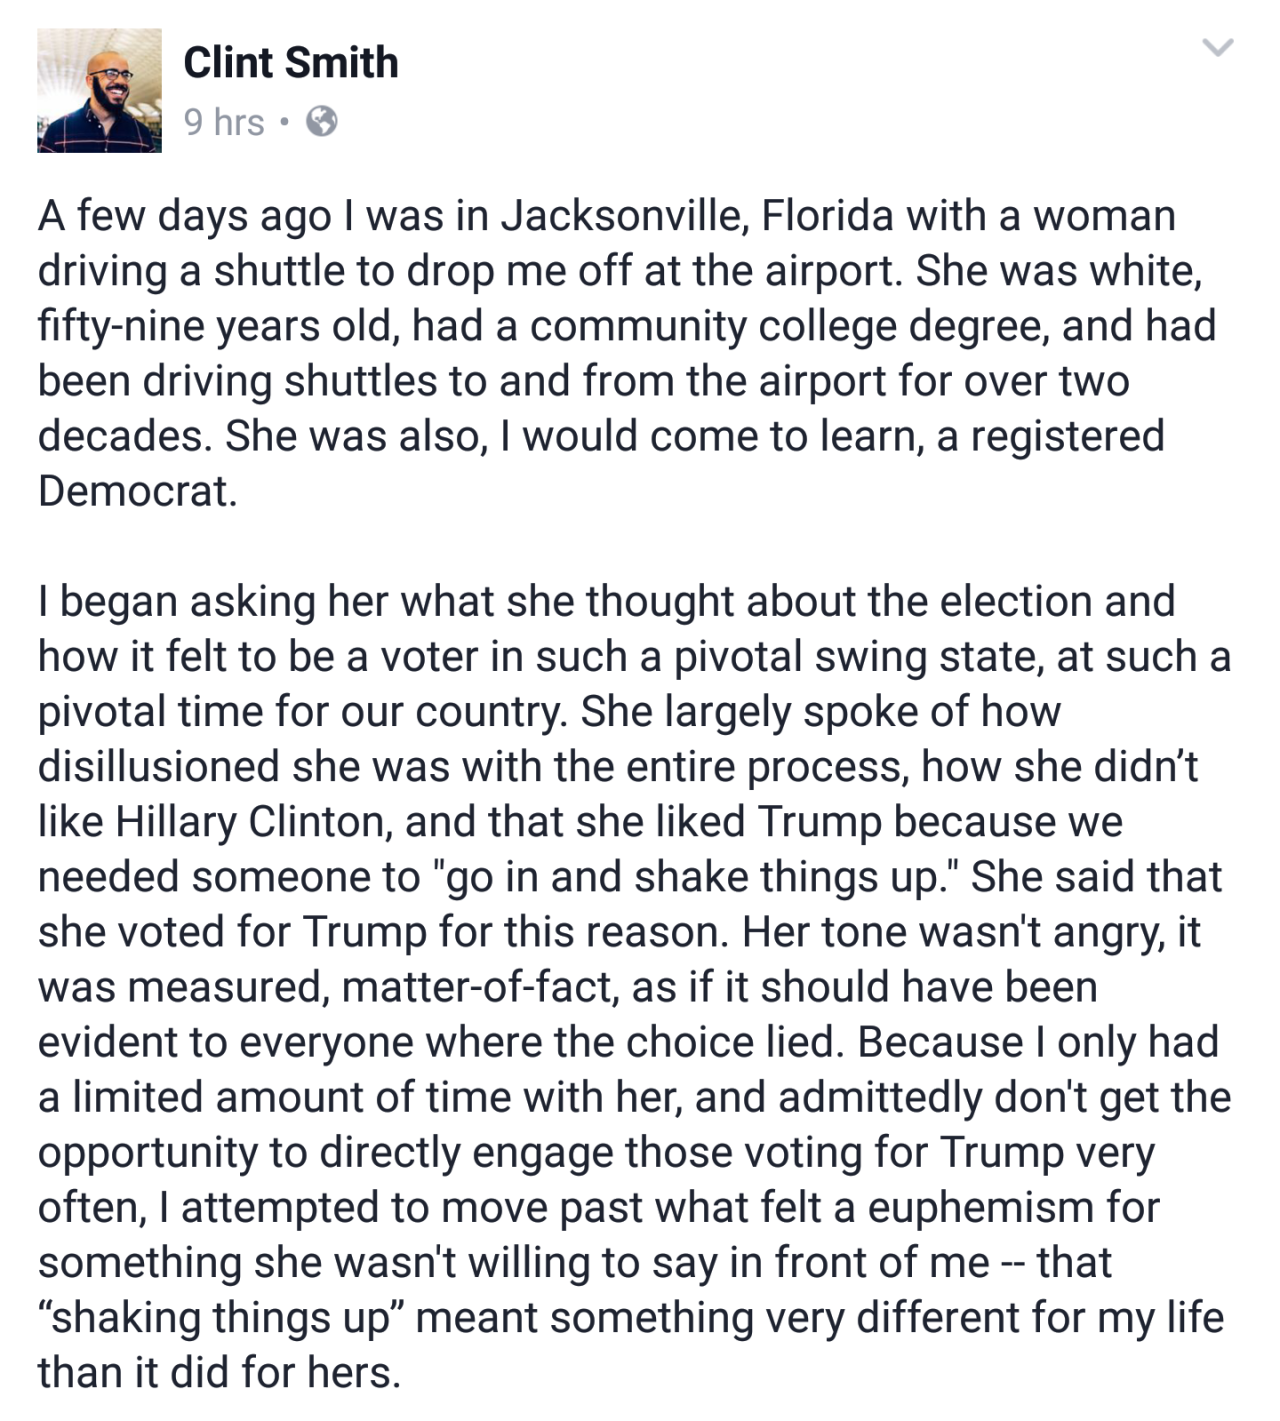 Clint Smith
9 hrs •
A few days ago I was in Jacksonville, Florida with a woman
driving a shuttle to drop me off at the airport. She was white,
fifty-nine years old, had a community college degree, and had
been driving shuttles to and from the airport for over two
decades. She was also, I would come to learn, a registered
Democrat.
I began asking her what she thought about the election and
how it felt to be a voter in such a pivotal swing state, at such a
pivotal time for our country. She largely spoke of how
disillusioned she was with the entire process, how she didn’t
like Hillary Clinton, and that she liked Trump because we
needed someone to "go in and shake things up." She said that
she voted for Trump for this reason. Her tone wasn't angry, it
was measured, matter-of-fact, as if it should have been
evident to everyone where the choice lied. Because I only had
a limited amount of time with her, and admittedly don't get the
opportunity to directly engage those voting for Trump very
often, I attempted to move past what felt a euphemism for
something she wasn't willing to say in front of me -- that
“shaking things up” meant something very different for my life
than it did for hers.